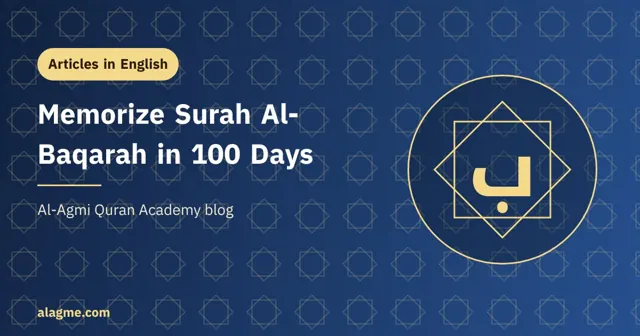 Articles in English
Memorize Surah Al-
Baqarah in 100 Days
Al-Agmi Quran Academy blog
ب
alagme.com